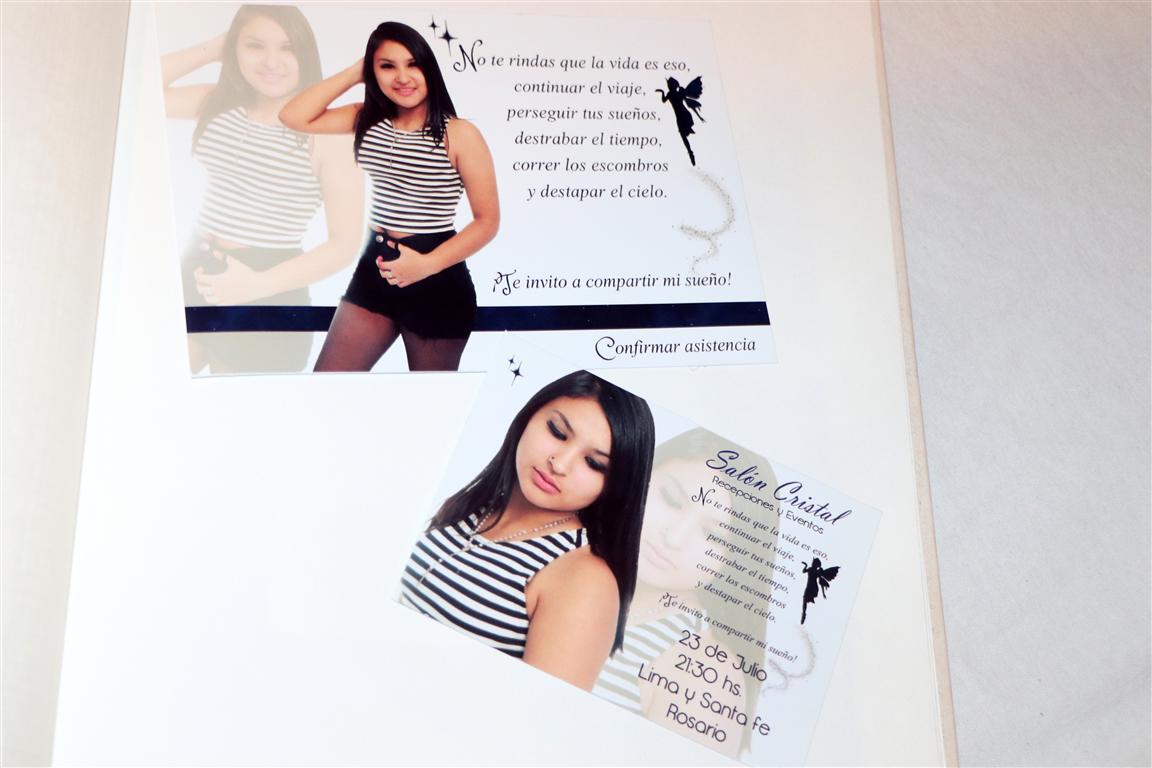 No te rindas que la vida es eso,
continuar el viaje,
perseguir tus sueños,
destrabar el tiempo,
correr los escombros
y destapar el cielo.
¡Te invito a compartir mi sueño!
Confirmar asistencia
Salón Cristal
Recepciones y Eventos
No te rindas que la vida es eso,
continuar el viaje,
perseguir tus sueños,
destrabar el tiempo,
correr los escombros
y destapar el cielo.
¡Te invito a compartir mi sueño!
23 de Julio
21:30 hs.
Lima y Santa fe
Rosario